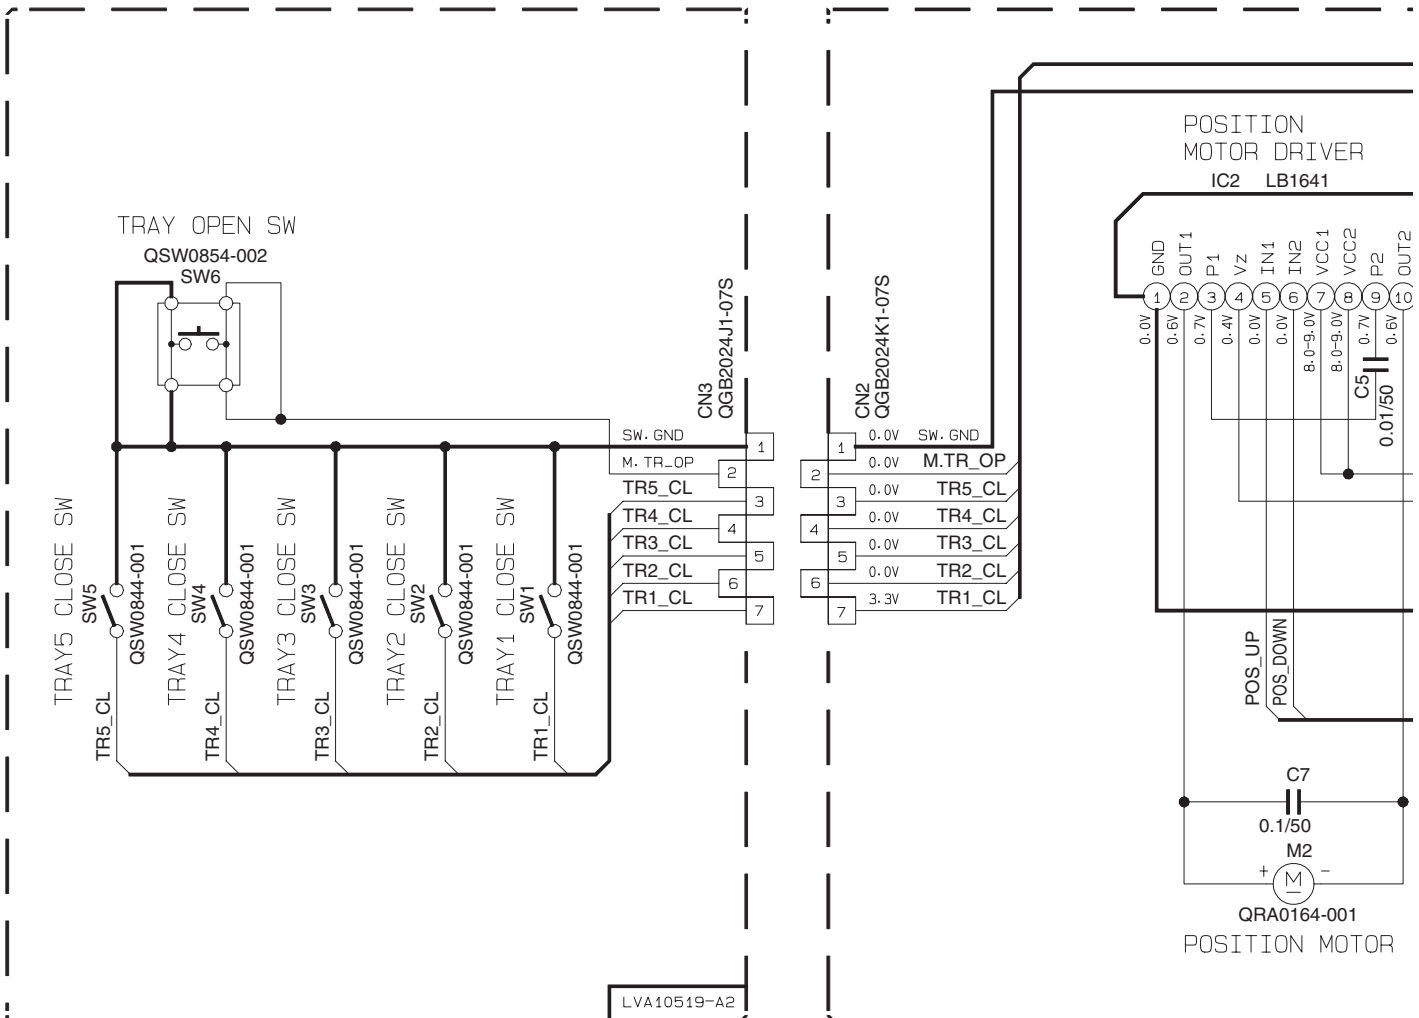 TRAY OPEN SW
QSW0854-002
SW6
CN3
QGB2024J1-07S
SW. GND
M. TR_OP
TR5_CL
TR4_CL
TR3_CL
TR2_CL
TR1_CL
1
2
3
4
5
6
7
TRAY5 CLOSE SW
SW5
QSW0844-001
TRAY4 CLOSE SW
SW4
QSW0844-001
TRAY3 CLOSE SW
SW3
QSW0844-001
TRAY2 CLOSE SW
SW2
QSW0844-001
TRAY1 CLOSE SW
SW1
QSW0844-001
TR5_CL
TR4_CL
TR3_CL
TR2_CL
TR1_CL
LVA10519-A2
CN2
QGB2024K1-07S
1 0.0V SW. GND
2 0.0V M.TR_OP
3 0.0V TR5_CL
4 0.0V TR4_CL
5 0.0V TR3_CL
6 0.0V TR2_CL
7 3.3V TR1_CL
POSITION
MOTOR DRIVER
IC2 LB1641
GND
OUT1
P1
Vz
IN1
IN2
VCC1
VCC2
P2
OUT2
1 2 3 4 5 6 7 8 9 10
0.0V
0.6V
0.7V
0.4V
0.0V
0.0V
8.0-9.0V
8.0-9.0V
0.7V
0.6V
C5
0.01/50
POS_UP
POS_DOWN
C7
0.1/50
M2
+ M -
QRA0164-001
POSITION MOTOR